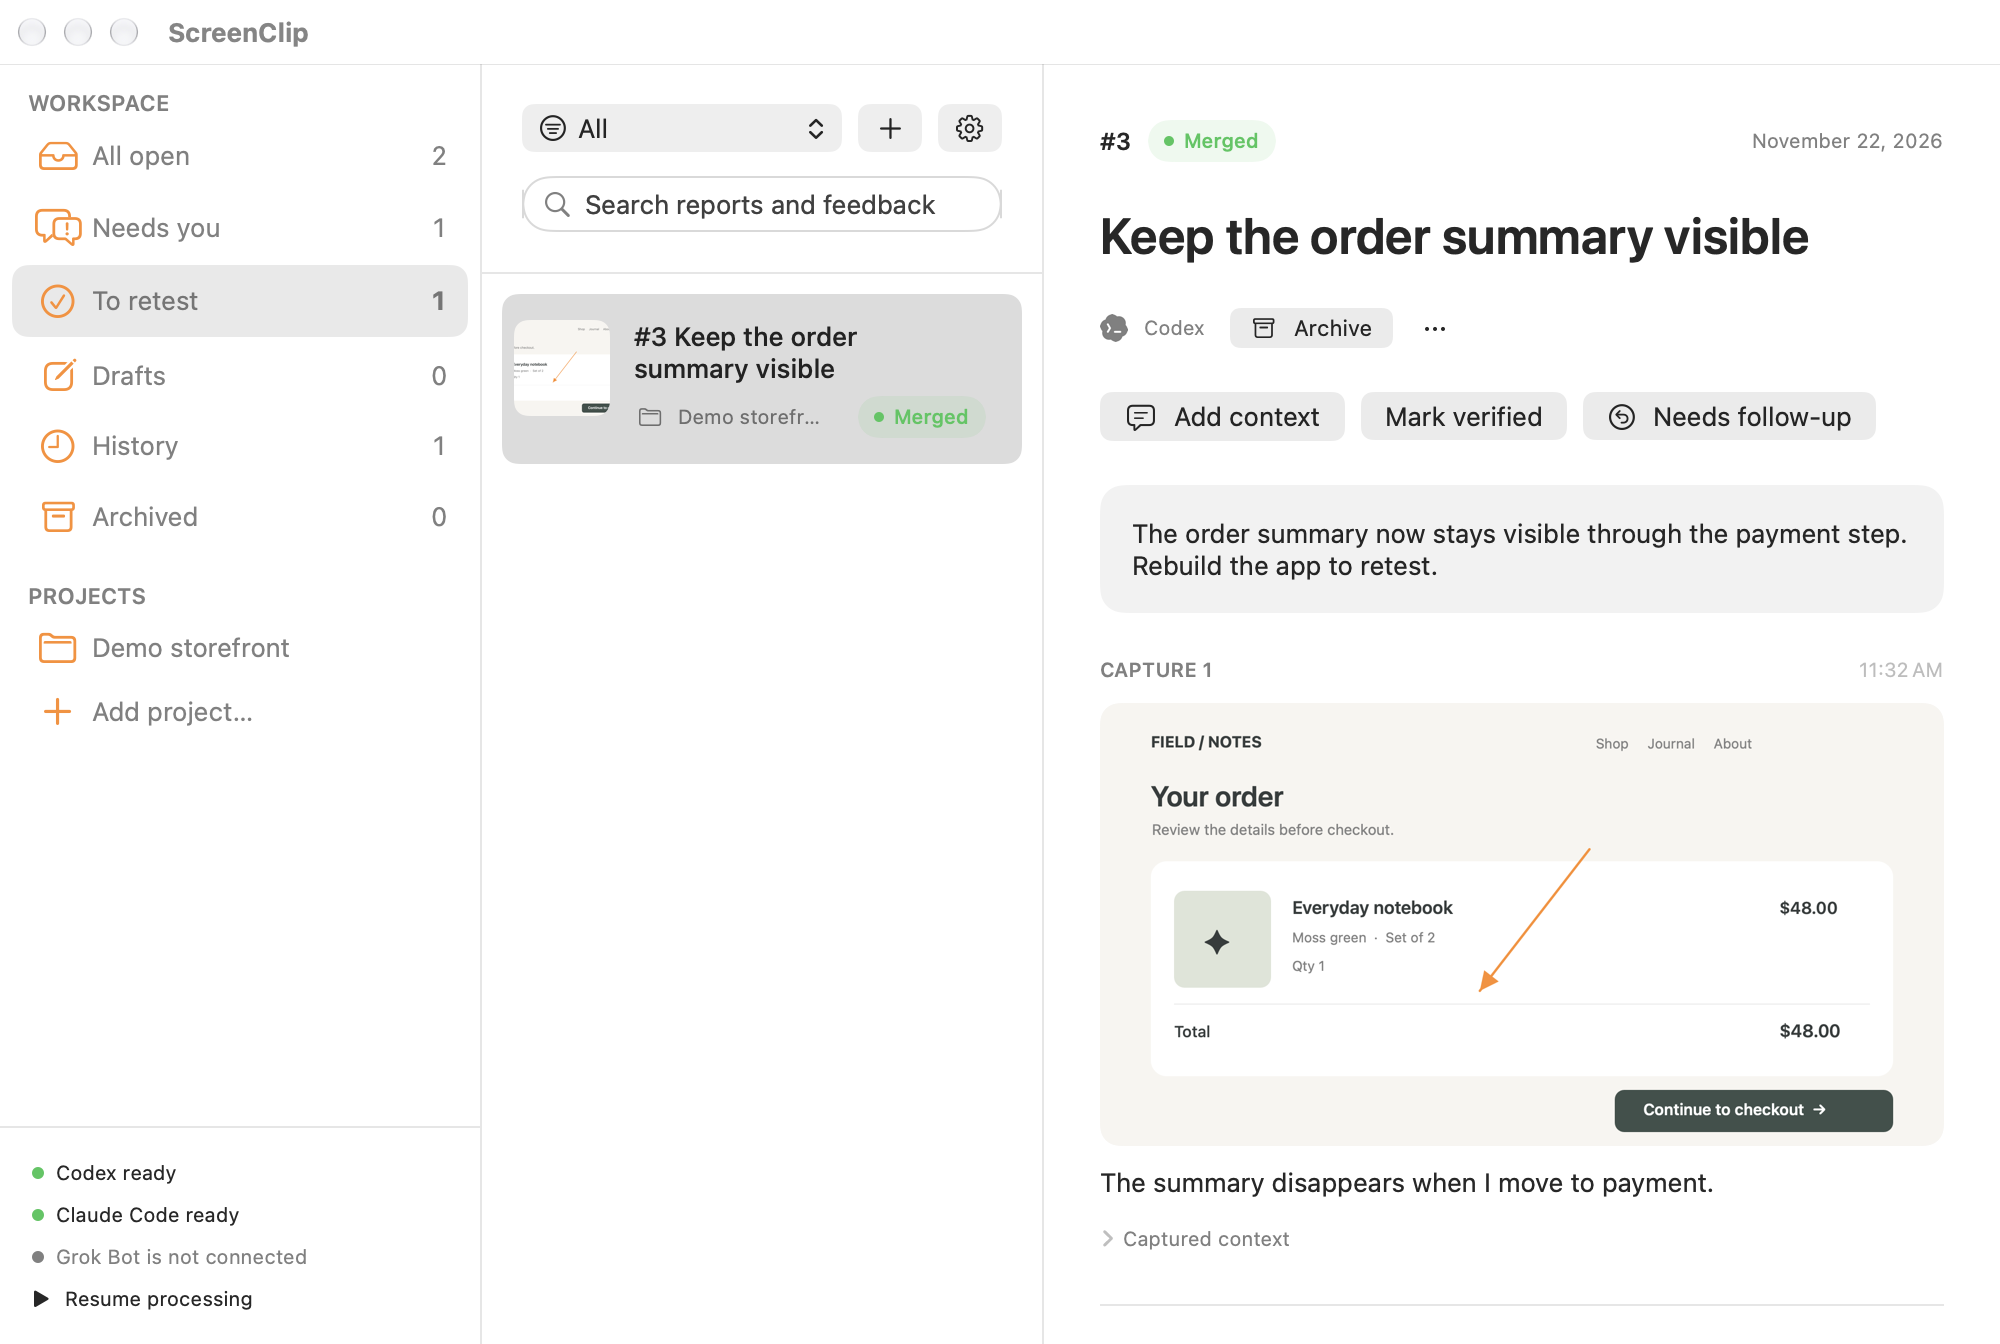 ScreenClip
WORKSPACE
All open 2
Needs you 1
To retest 1
Drafts 0
History 1
Archived 0
PROJECTS
Demo storefront
Add project...
Codex ready
Claude Code ready
Grok Bot is not connected
Resume processing
All
Search reports and feedback
#3 Keep the order
summary visible
Demo storefr...
Merged
#3 Merged November 22, 2026
Keep the order summary visible
Codex Archive
Add context Mark verified Needs follow-up
The order summary now stays visible through the payment step.
Rebuild the app to retest.
CAPTURE 1 11:32 AM
FIELD / NOTES Shop Journal About
Your order
Review the details before checkout.
Everyday notebook $48.00
Moss green · Set of 2
Qty 1
Total $48.00
Continue to checkout →
The summary disappears when I move to payment.
Captured context